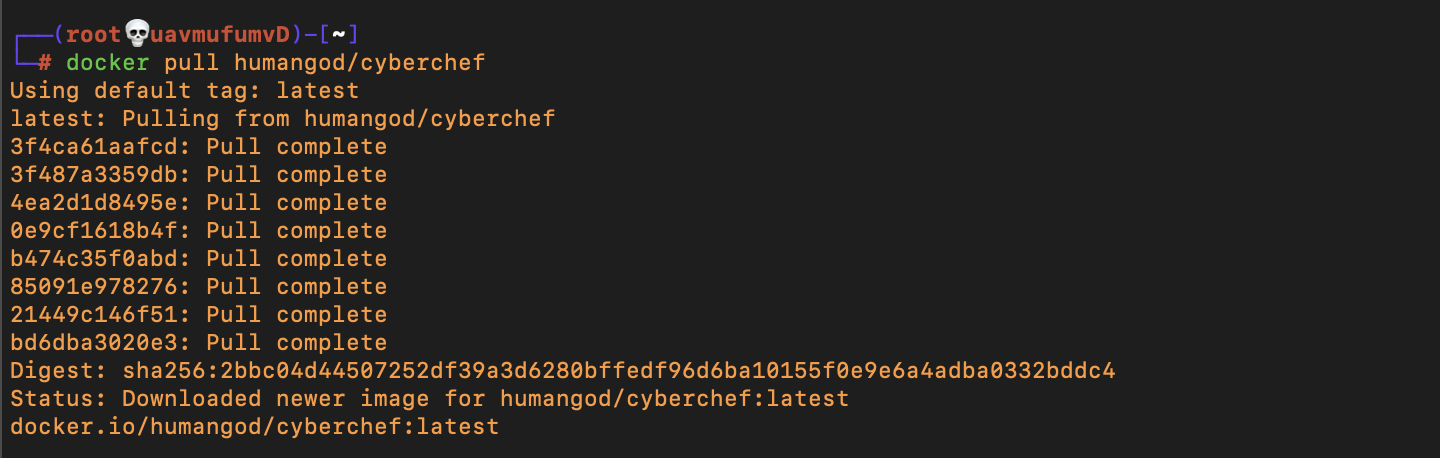 ┌──(root💀uavmufumvD)-[~]
└─# docker pull humangod/cyberchef
Using default tag: latest
latest: Pulling from humangod/cyberchef
3f4ca61aafcd: Pull complete
3f487a3359db: Pull complete
4ea2d1d8495e: Pull complete
0e9cf1618b4f: Pull complete
b474c35f0abd: Pull complete
85091e978276: Pull complete
21449c146f51: Pull complete
bd6dba3020e3: Pull complete
Digest: sha256:2bbc04d44507252df39a3d6280bffedf96d6ba10155f0e9e6a4adba0332bddc4
Status: Downloaded newer image for humangod/cyberchef:latest
docker.io/humangod/cyberchef:latest